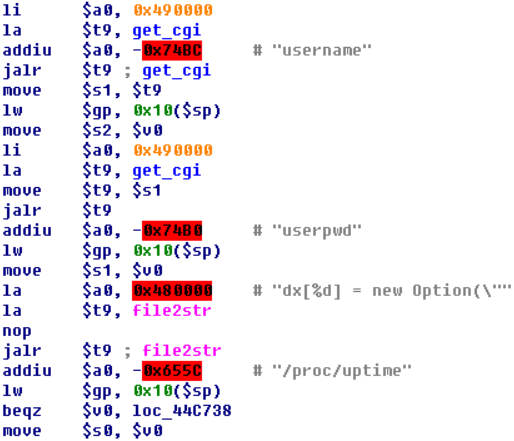 li $a0, 0x490000
la $t9, get_cgi
addiu $a0, -0x74BC # "username"
jalr $t9 ; get_cgi
move $s1, $t9
lw $gp, 0x10($sp)
move $s2, $v0
li $a0, 0x490000
la $t9, get_cgi
move $t9, $s1
jalr $t9
addiu $a0, -0x74B0 # "userpwd"
lw $gp, 0x10($sp)
move $s1, $v0
la $a0, 0x480000 # "dx[%d] = new Option(\""
la $t9, file2str
nop
jalr $t9 ; file2str
addiu $a0, -0x655C # "/proc/uptime"
lw $gp, 0x10($sp)
beqz $v0, loc_44C738
move $s0, $v0